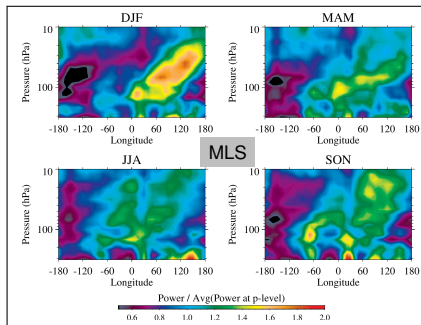 DJF
MAM
10
100
Pressure (hPa)
-180 -120 -60 0 60 120 180
Longitude
10
100
Pressure (hPa)
-180 -120 -60 0 60 120 180
Longitude
MLS
JJA
SON
10
100
Pressure (hPa)
-180 -120 -60 0 60 120 180
Longitude
10
100
Pressure (hPa)
-180 -120 -60 0 60 120 180
Longitude
Power / Avg(Power at p-level)
0.6 0.8 1.0 1.2 1.4 1.6 1.8 2.0